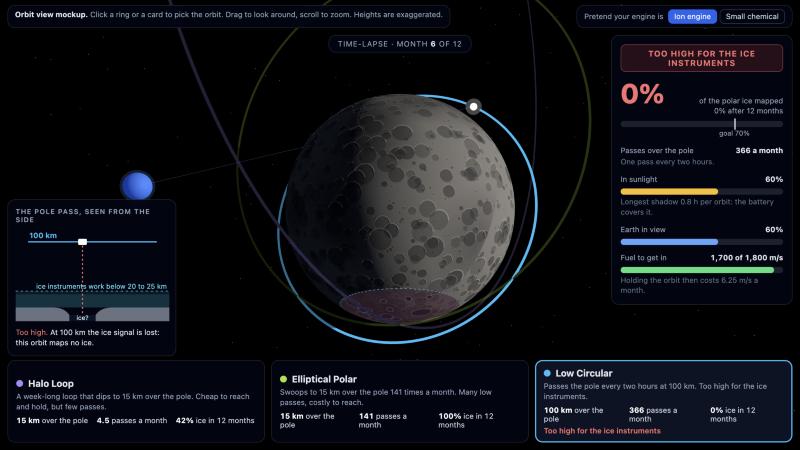 Orbit view mockup. Click a ring or a card to pick the orbit. Drag to look around, scroll to zoom. Heights are exaggerated.
Pretend your engine is Ion engine Small chemical
TIME-LAPSE · MONTH 6 OF 12
TOO HIGH FOR THE ICE
INSTRUMENTS
0%
of the polar ice mapped
0% after 12 months
goal 70%
Passes over the pole 366 a month
One pass every two hours.
In sunlight 60%
Longest shadow 0.8 h per orbit: the battery
covers it.
Earth in view 60%
Fuel to get in 1,700 of 1,800 m/s
Holding the orbit then costs 6.25 m/s a
month.
THE POLE PASS, SEEN FROM THE
SIDE
100 km
ice instruments work below 20 to 25 km
ice?
Too high. At 100 km the ice signal is lost:
this orbit maps no ice.
Halo Loop
A week-long loop that dips to 15 km over the pole. Cheap to reach
and hold, but few passes.
15 km over the pole 4.5 passes a month 42% ice in 12 months
Elliptical Polar
Swoops to 15 km over the pole 141 times a month. Many low
passes, costly to reach.
15 km over the pole 141 passes a month 100% ice in 12 months
Low Circular
Passes the pole every two hours at 100 km. Too high for the ice
instruments.
100 km over the pole 366 passes a month 0% ice in 12 months
Too high for the ice instruments